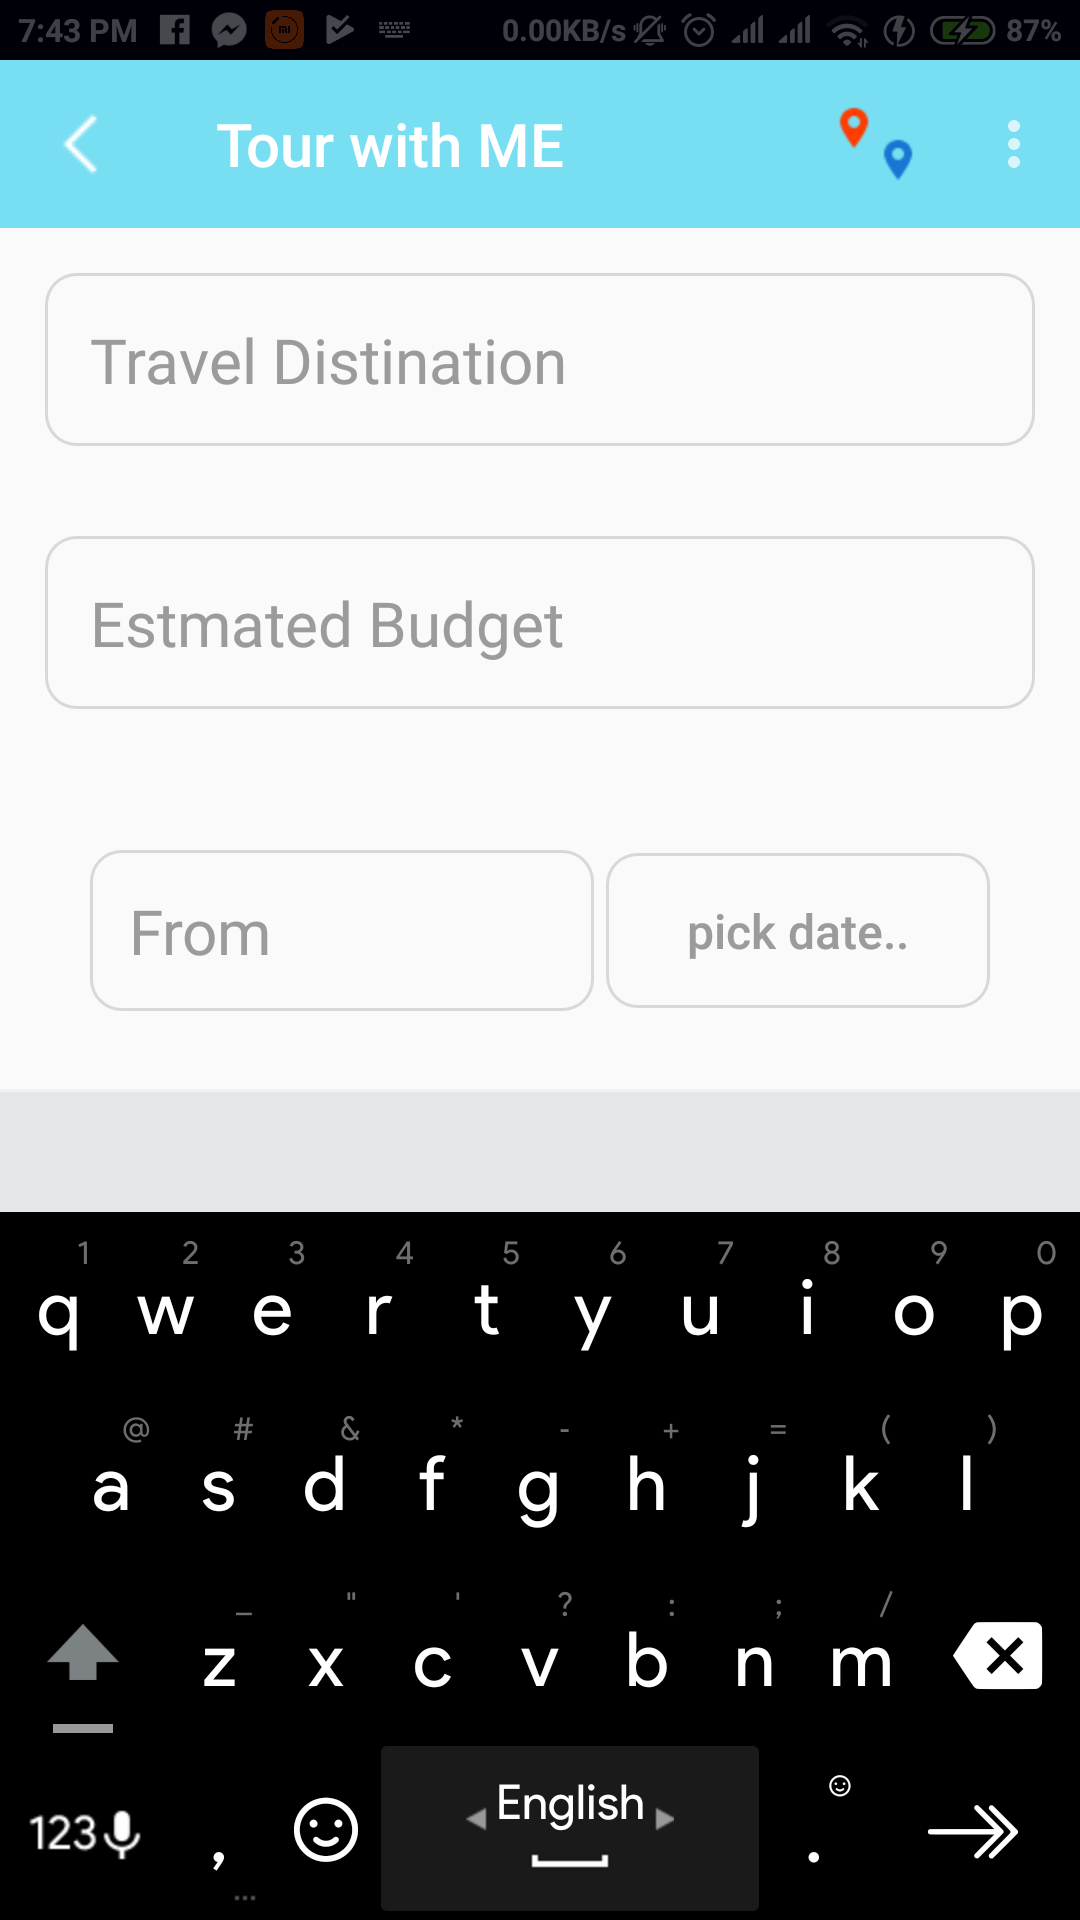 7:43 PM 0.00KB/s 87%
Tour with ME
Travel Distination
Estmated Budget
From pick date..
1 2 3 4 5 6 7 8 9 0
q w e r t y u i o p
@ # & * - + = ( )
a s d f g h j k l
_ " ' ? : ; /
z x c v b n m
123 , English .